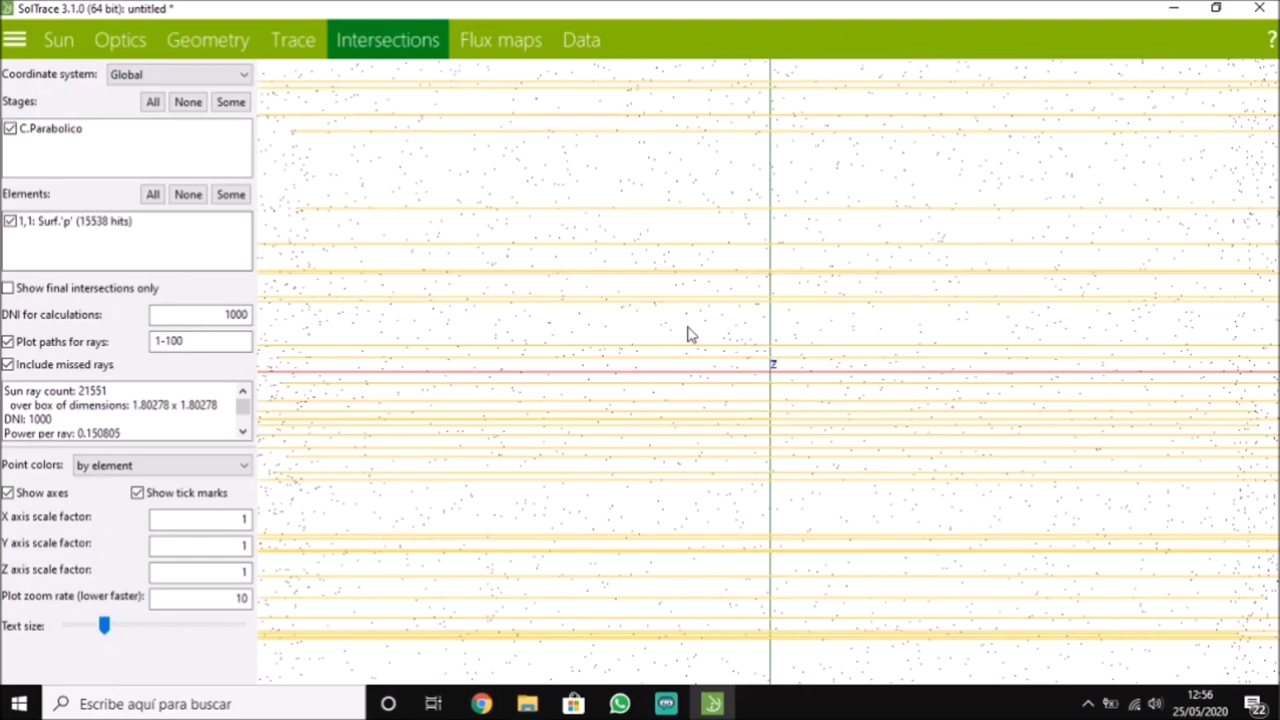 SolTrace 3.1.0 (64 bit): untitled *
Sun Optics Geometry Trace Intersections Flux maps Data ?
Coordinate system: Global
Stages: All None Some
C.Parabolico
Elements: All None Some
1,1: Surf.'p' (15538 hits)
Show final intersections only
DNI for calculations: 1000
Plot paths for rays: 1-100
Include missed rays
Sun ray count: 21551
over box of dimensions: 1.80278 x 1.80278
DNI: 1000
Power per ray: 0.150805
Point colors: by element
Show axes Show tick marks
X axis scale factor: 1
Y axis scale factor: 1
Z axis scale factor: 1
Plot zoom rate (lower faster): 10
Text size:
Z
Escribe aquí para buscar
12:56
25/05/2020
22